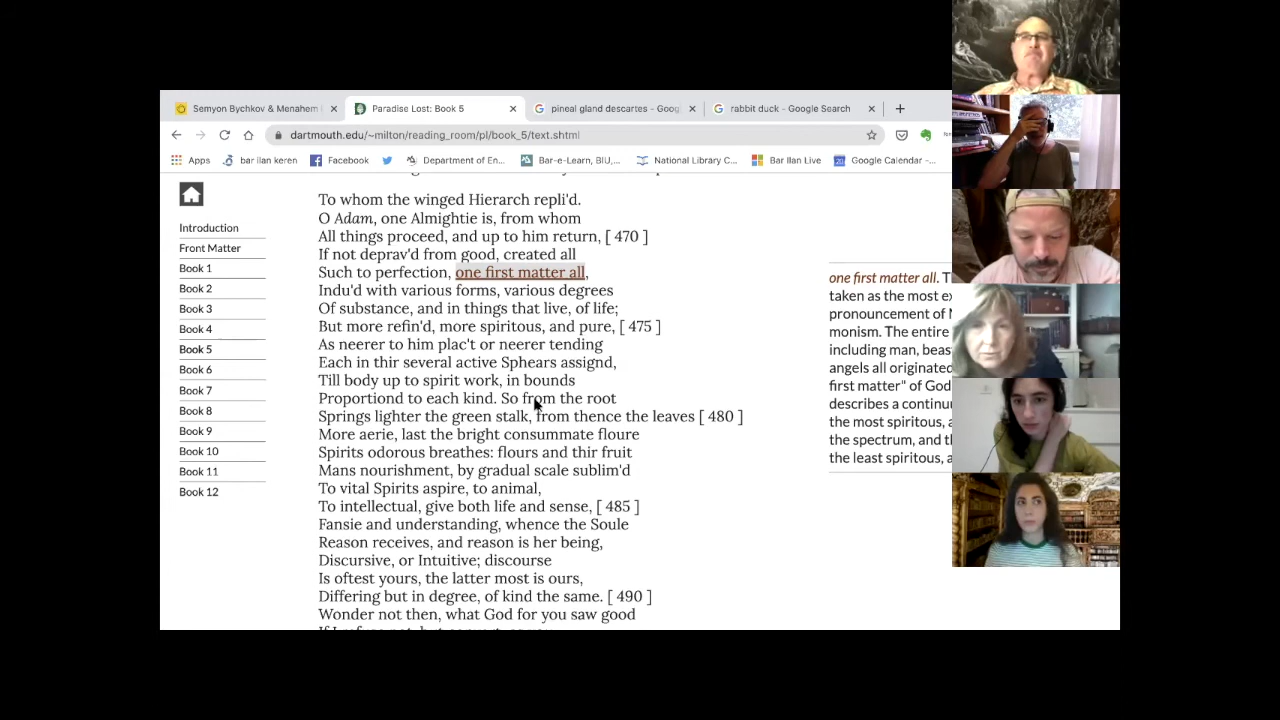 Semyon Bychkov & Menahem
Paradise Lost: Book 5
pineal gland descartes - Goog
rabbit duck - Google Search
dartmouth.edu/~milton/reading_room/pl/book_5/text.shtml
Apps
bar ilan keren
Facebook
Department of En...
Bar-e-Learn, BIU,...
National Library C...
Bar Ilan Live
Google Calendar -...
Introduction
Front Matter
Book 1
Book 2
Book 3
Book 4
Book 5
Book 6
Book 7
Book 8
Book 9
Book 10
Book 11
Book 12
To whom the winged Hierarch repli'd.
O Adam, one Almightie is, from whom
All things proceed, and up to him return, [ 470 ]
If not deprav'd from good, created all
Such to perfection, one first matter all,
Indu'd with various forms, various degrees
Of substance, and in things that live, of life;
But more refin'd, more spiritous, and pure, [ 475 ]
As neerer to him plac't or neerer tending
Each in thir several active Sphears assignd,
Till body up to spirit work, in bounds
Proportiond to each kind. So from the root
Springs lighter the green stalk, from thence the leaves [ 480 ]
More aerie, last the bright consummate floure
Spirits odorous breathes: flours and thir fruit
Mans nourishment, by gradual scale sublim'd
To vital Spirits aspire, to animal,
To intellectual, give both life and sense, [ 485 ]
Fansie and understanding, whence the Soule
Reason receives, and reason is her being,
Discursive, or Intuitive; discourse
Is oftest yours, the latter most is ours,
Differing but in degree, of kind the same. [ 490 ]
Wonder not then, what God for you saw good
one first matter all. T
taken as the most ex
pronouncement of M
monism. The entire
including man, beas
angels all originated
first matter" of God
describes a continu
the most spiritous, a
the spectrum, and th
the least spiritous, a